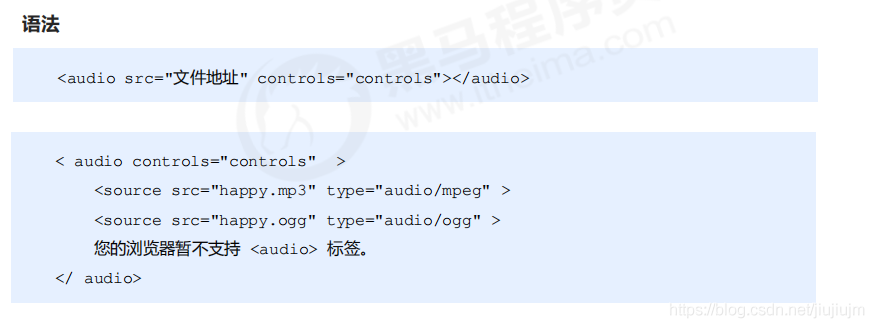 语法
<audio src="文件地址" controls="controls"></audio>
< audio controls="controls"  >
<source src="happy.mp3" type="audio/mpeg" >
<source src="happy.ogg" type="audio/ogg" >
您的浏览器暂不支持 <audio> 标签。
</ audio>
黑马程序员
www.itheima.com
https://blog.csdn.net/jiujiujm